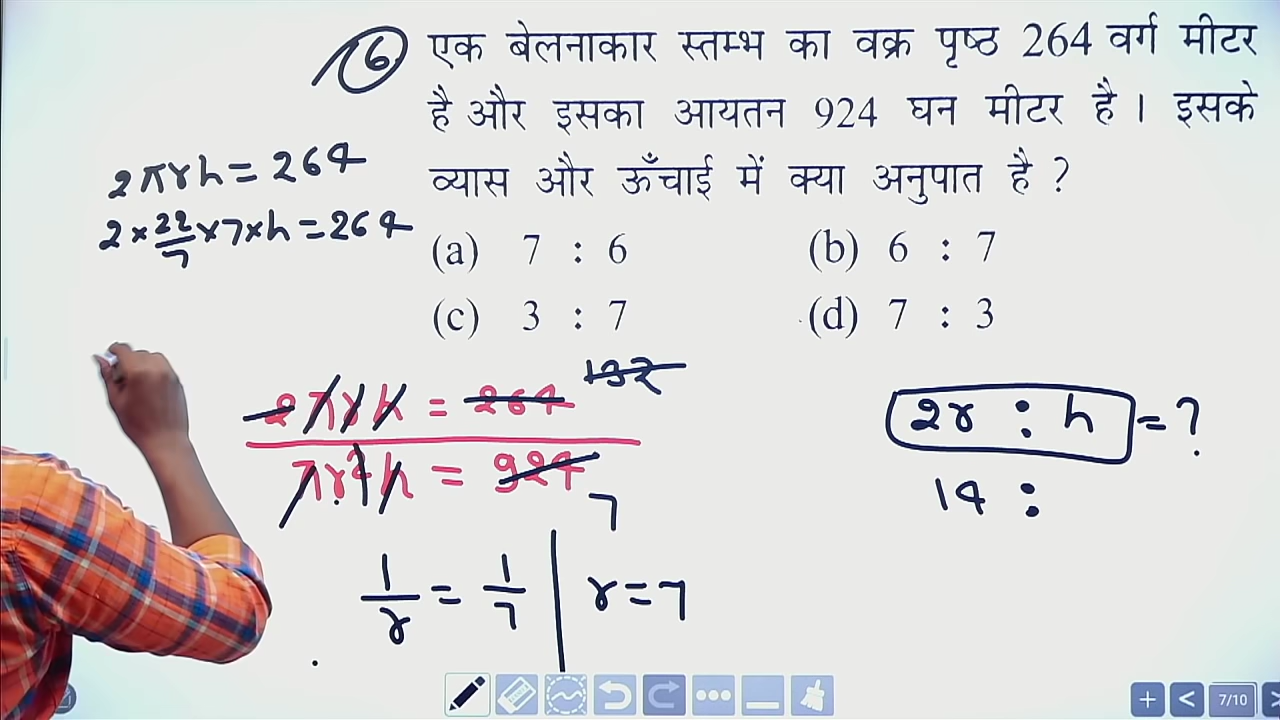 6 एक बेलनाकार स्तम्भ का वक्र पृष्ठ 264 वर्ग मीटर
है और इसका आयतन 924 घन मीटर है । इसके
व्यास और ऊँचाई में क्या अनुपात है ?
(a) 7 : 6 (b) 6 : 7
(c) 3 : 7 (d) 7 : 3
2πrh = 264
2 × 22/7 × 7 × h = 264
2πrh = 264 132
πr²h = 924 7
1/r = 1/7 | r = 7
2r : h = ?
14 :
7/10